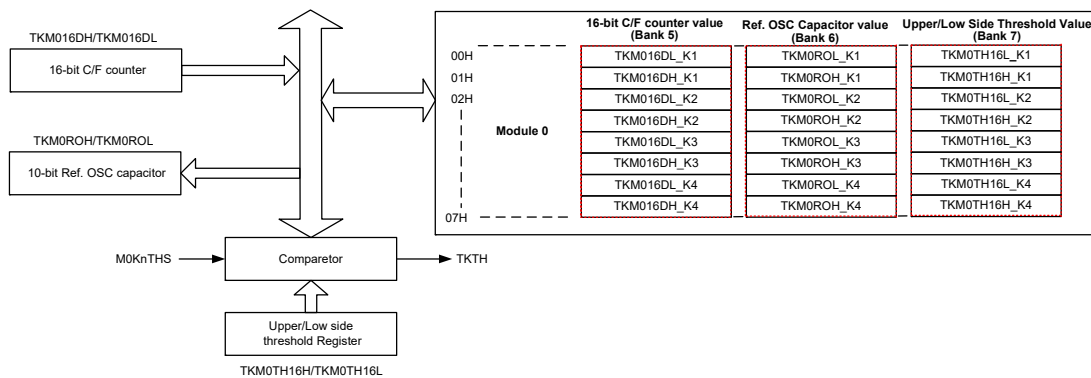 TKM016DH/TKM016DL
16-bit C/F counter
TKM0ROH/TKM0ROL
10-bit Ref. OSC capacitor
M0KnTHS
Comparetor
TKTH
Upper/Low side
threshold Register
TKM0TH16H/TKM0TH16L
16-bit C/F counter value
(Bank 5)
Ref. OSC Capacitor value
(Bank 6)
Upper/Low Side Threshold Value
(Bank 7)
00H TKM016DL_K1 TKM0ROL_K1 TKM0TH16L_K1
01H TKM016DH_K1 TKM0ROH_K1 TKM0TH16H_K1
02H TKM016DL_K2 TKM0ROL_K2 TKM0TH16L_K2
Module 0 TKM016DH_K2 TKM0ROH_K2 TKM0TH16H_K2
TKM016DL_K3 TKM0ROL_K3 TKM0TH16L_K3
TKM016DH_K3 TKM0ROH_K3 TKM0TH16H_K3
TKM016DL_K4 TKM0ROL_K4 TKM0TH16L_K4
07H TKM016DH_K4 TKM0ROH_K4 TKM0TH16H_K4